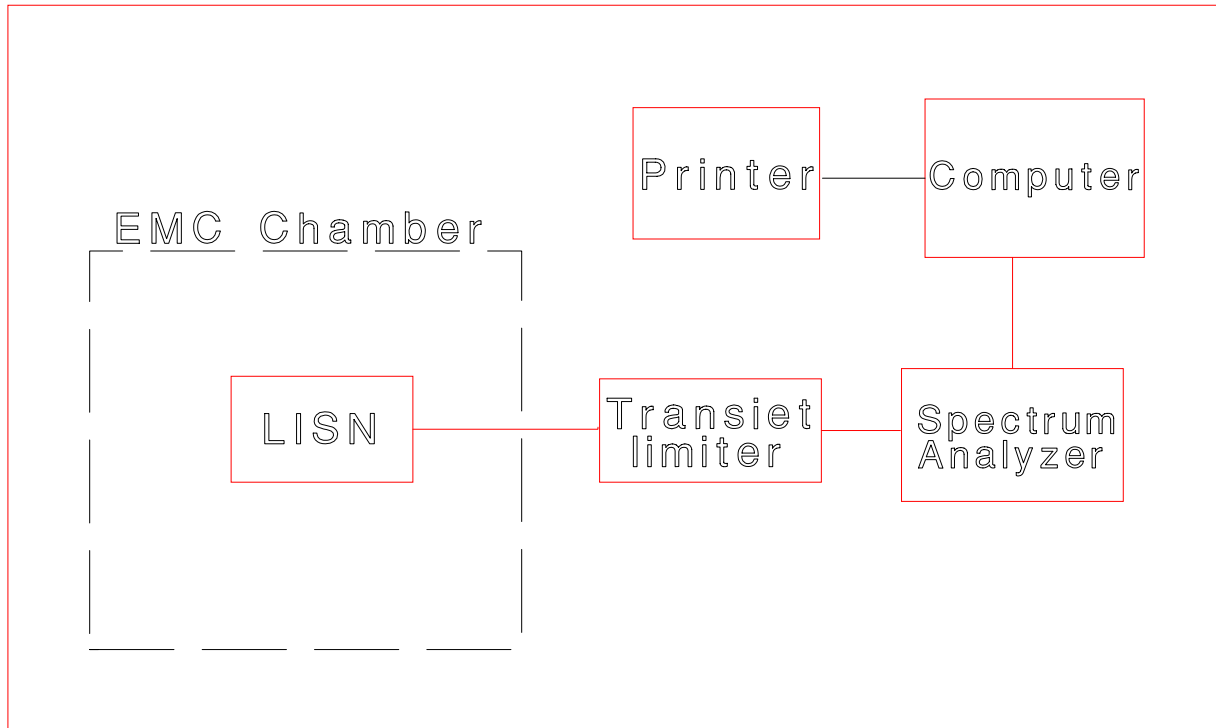 Printer
Computer
EMC Chamber
LISN
Transiet
limiter
Spectrum
Analyzer